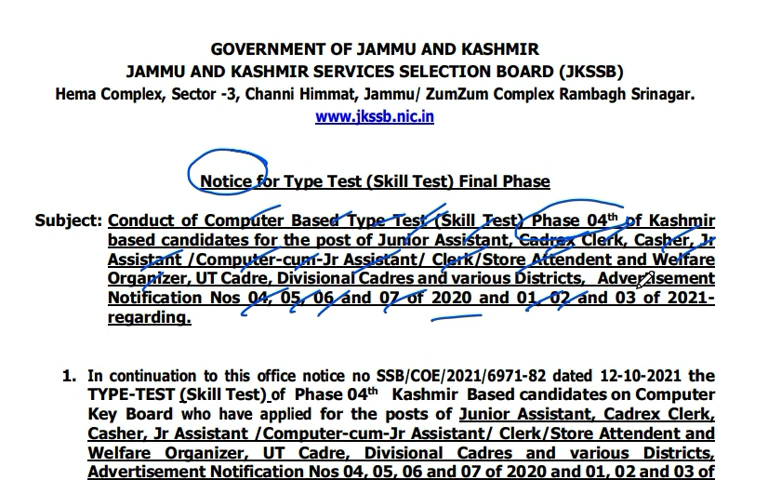 GOVERNMENT OF JAMMU AND KASHMIR
JAMMU AND KASHMIR SERVICES SELECTION BOARD (JKSSB)
Hema Complex, Sector -3, Channi Himmat, Jammu/ ZumZum Complex Rambagh Srinagar.
www.jkssb.nic.in
Notice for Type Test (Skill Test) Final Phase
Subject: Conduct of Computer Based Type Test (Skill Test) Phase 04th of Kashmir
based candidates for the post of Junior Assistant, Cadrex Clerk, Casher, Jr
Assistant /Computer-cum-Jr Assistant/ Clerk/Store Attendent and Welfare
Organizer, UT Cadre, Divisional Cadres and various Districts, Advertisement
Notification Nos 04, 05, 06 and 07 of 2020 and 01, 02 and 03 of 2021-
regarding.
1. In continuation to this office notice no SSB/COE/2021/6971-82 dated 12-10-2021 the
TYPE-TEST (Skill Test) of Phase 04th Kashmir Based candidates on Computer
Key Board who have applied for the posts of Junior Assistant, Cadrex Clerk,
Casher, Jr Assistant /Computer-cum-Jr Assistant/ Clerk/Store Attendent and
Welfare Organizer, UT Cadre, Divisional Cadres and various Districts,
Advertisement Notification Nos 04, 05, 06 and 07 of 2020 and 01, 02 and 03 of